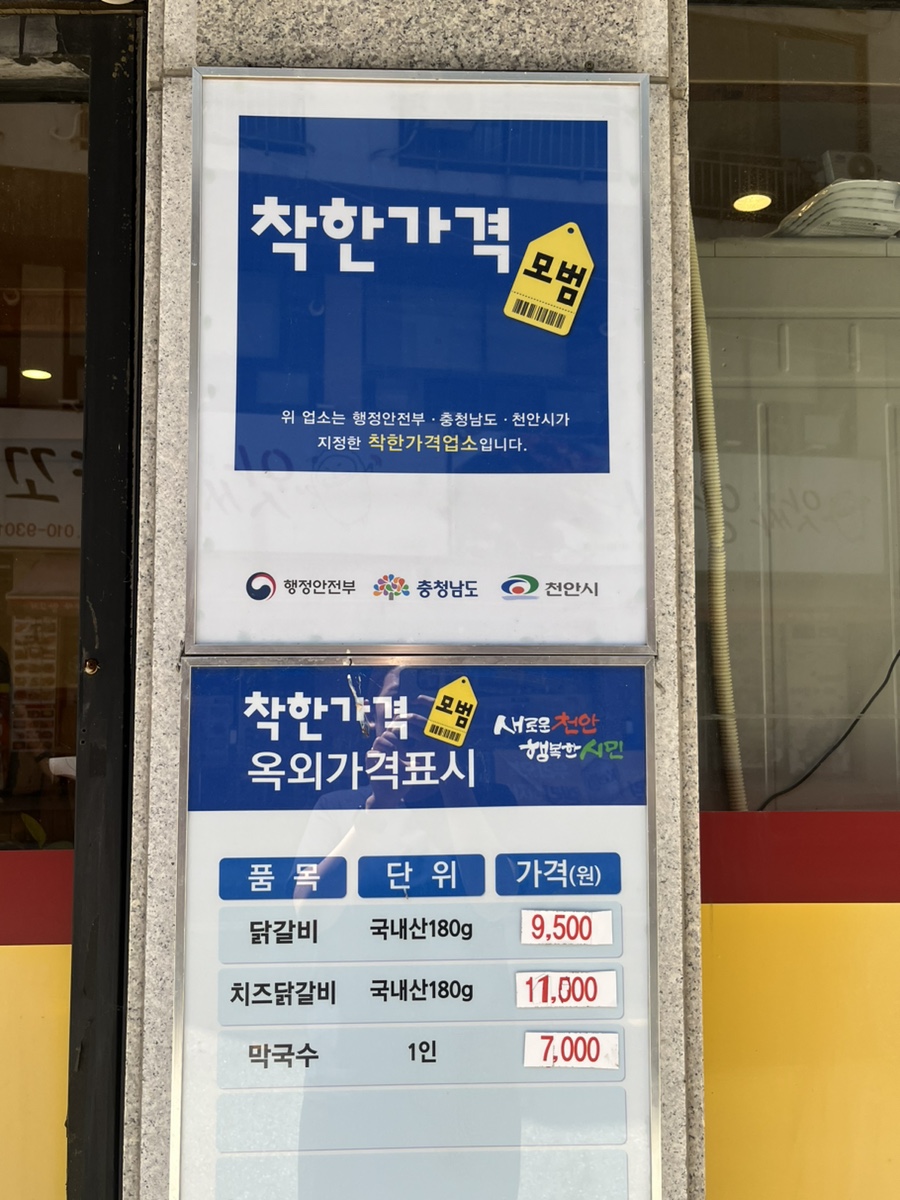 착한가격
모범
위 업소는 행정안전부 · 충청남도 · 천안시가
지정한 착한가격업소입니다.
행정안전부 충청남도 천안시
착한가격 모범
옥외가격표시
새로운 천안
행복한 시민
품 목 단 위 가격(원)
닭갈비 국내산180g 9,500
치즈닭갈비 국내산180g 11,000
막국수 1인 7,000